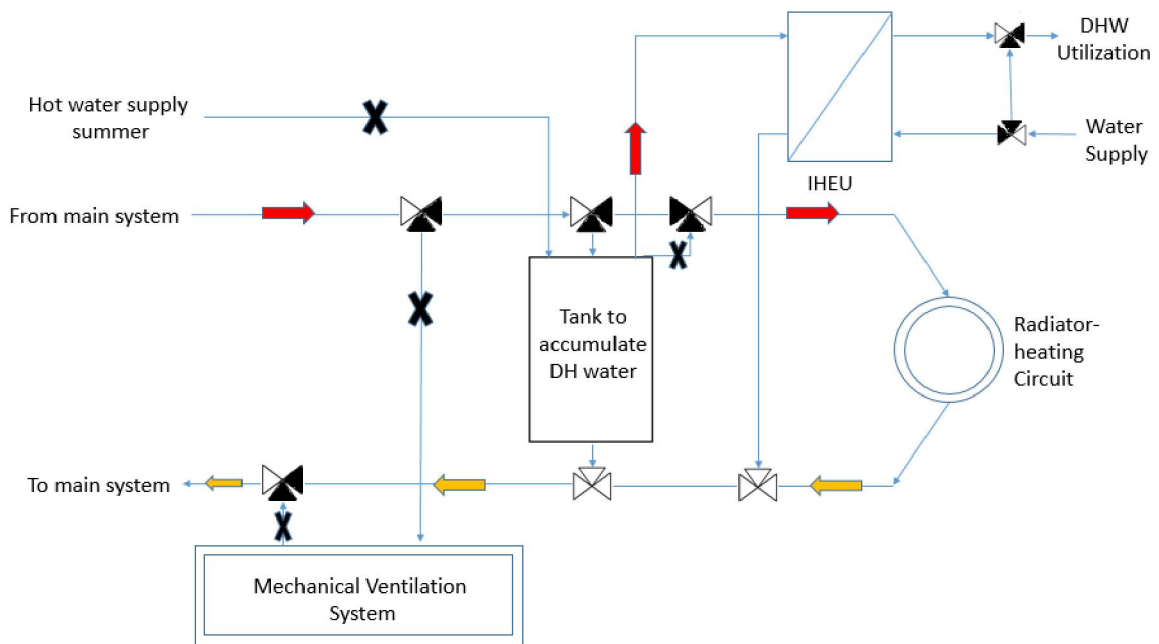 DHW
Utilization
Hot water supply
summer
Water
Supply
IHEU
From main system
Tank to
accumulate
DH water
Radiator-
heating
Circuit
To main system
Mechanical Ventilation
System